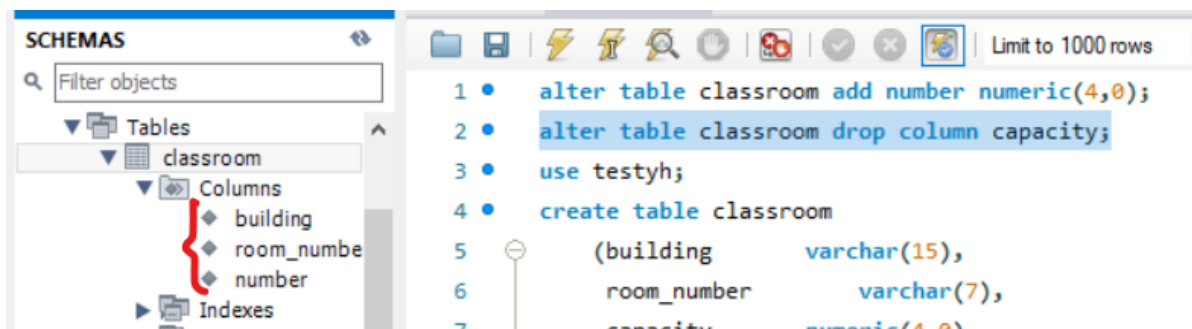 SCHEMAS
Filter objects
Tables
classroom
Columns
building
room_numbe
number
Indexes
Limit to 1000 rows
1 alter table classroom add number numeric(4,0);
2 alter table classroom drop column capacity;
3 use testyh;
4 create table classroom
5 (building varchar(15),
6 room_number varchar(7),